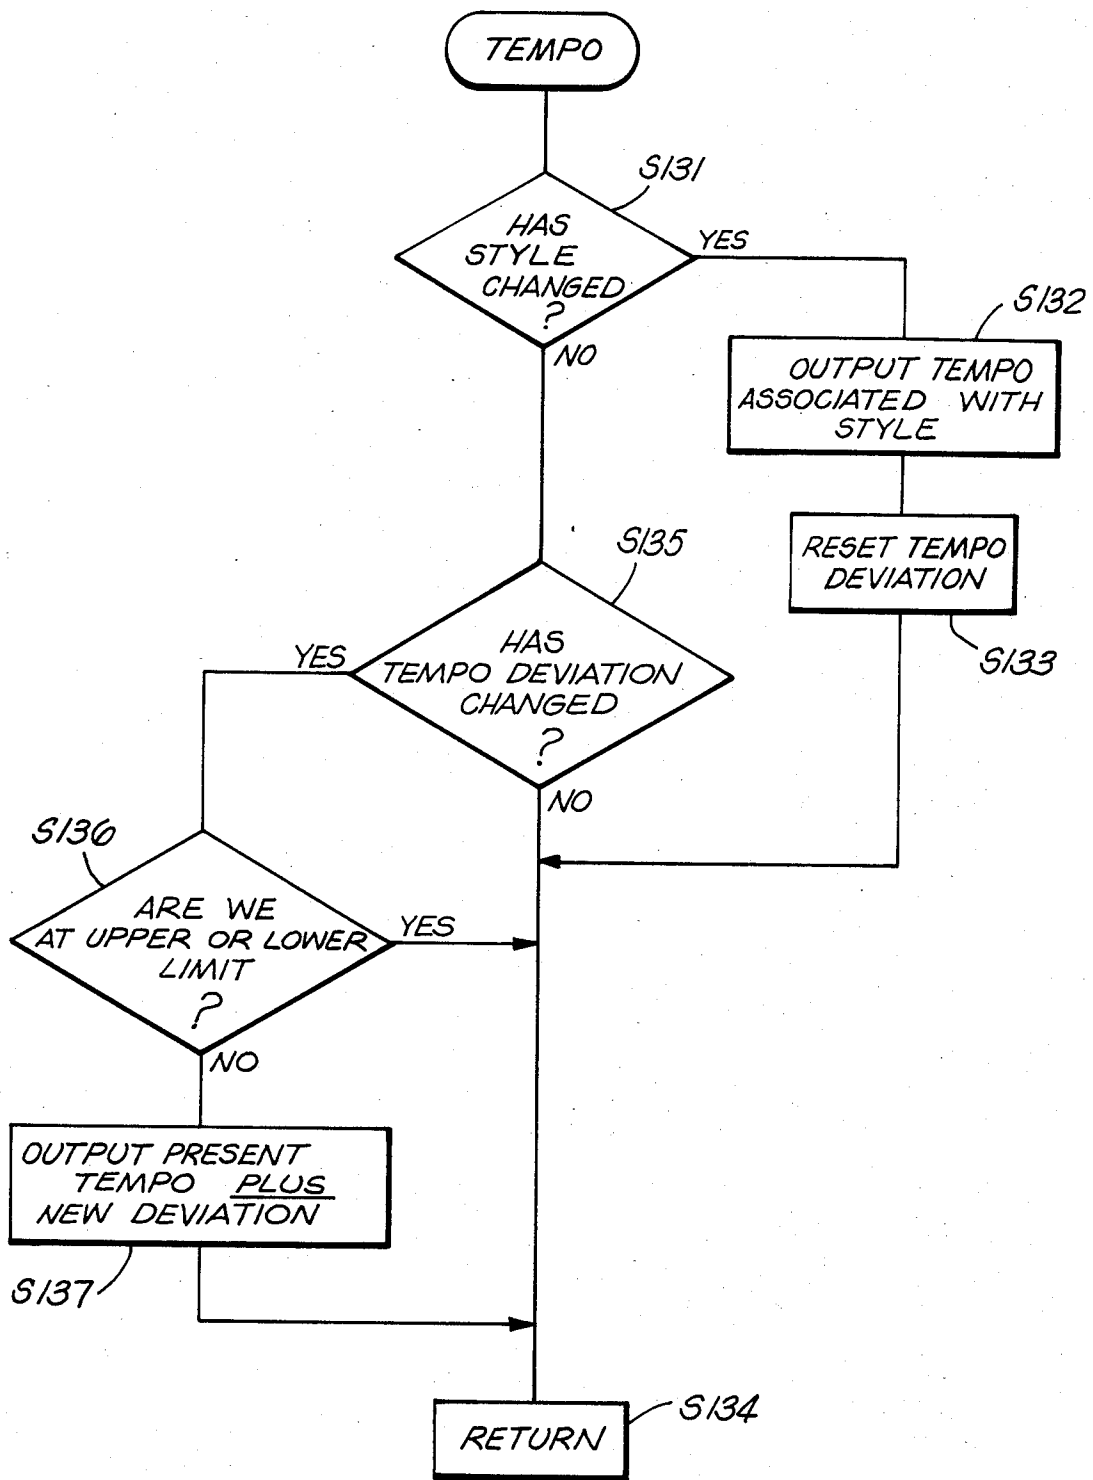 TEMPO
S131
HAS
STYLE
CHANGED
?
YES
NO
S132
OUTPUT TEMPO
ASSOCIATED WITH
STYLE
RESET TEMPO
DEVIATION
S133
S135
HAS
TEMPO DEVIATION
CHANGED
?
YES
NO
S136
ARE WE
AT UPPER OR LOWER
LIMIT
?
YES
NO
OUTPUT PRESENT
TEMPO PLUS
NEW DEVIATION
S137
S134
RETURN